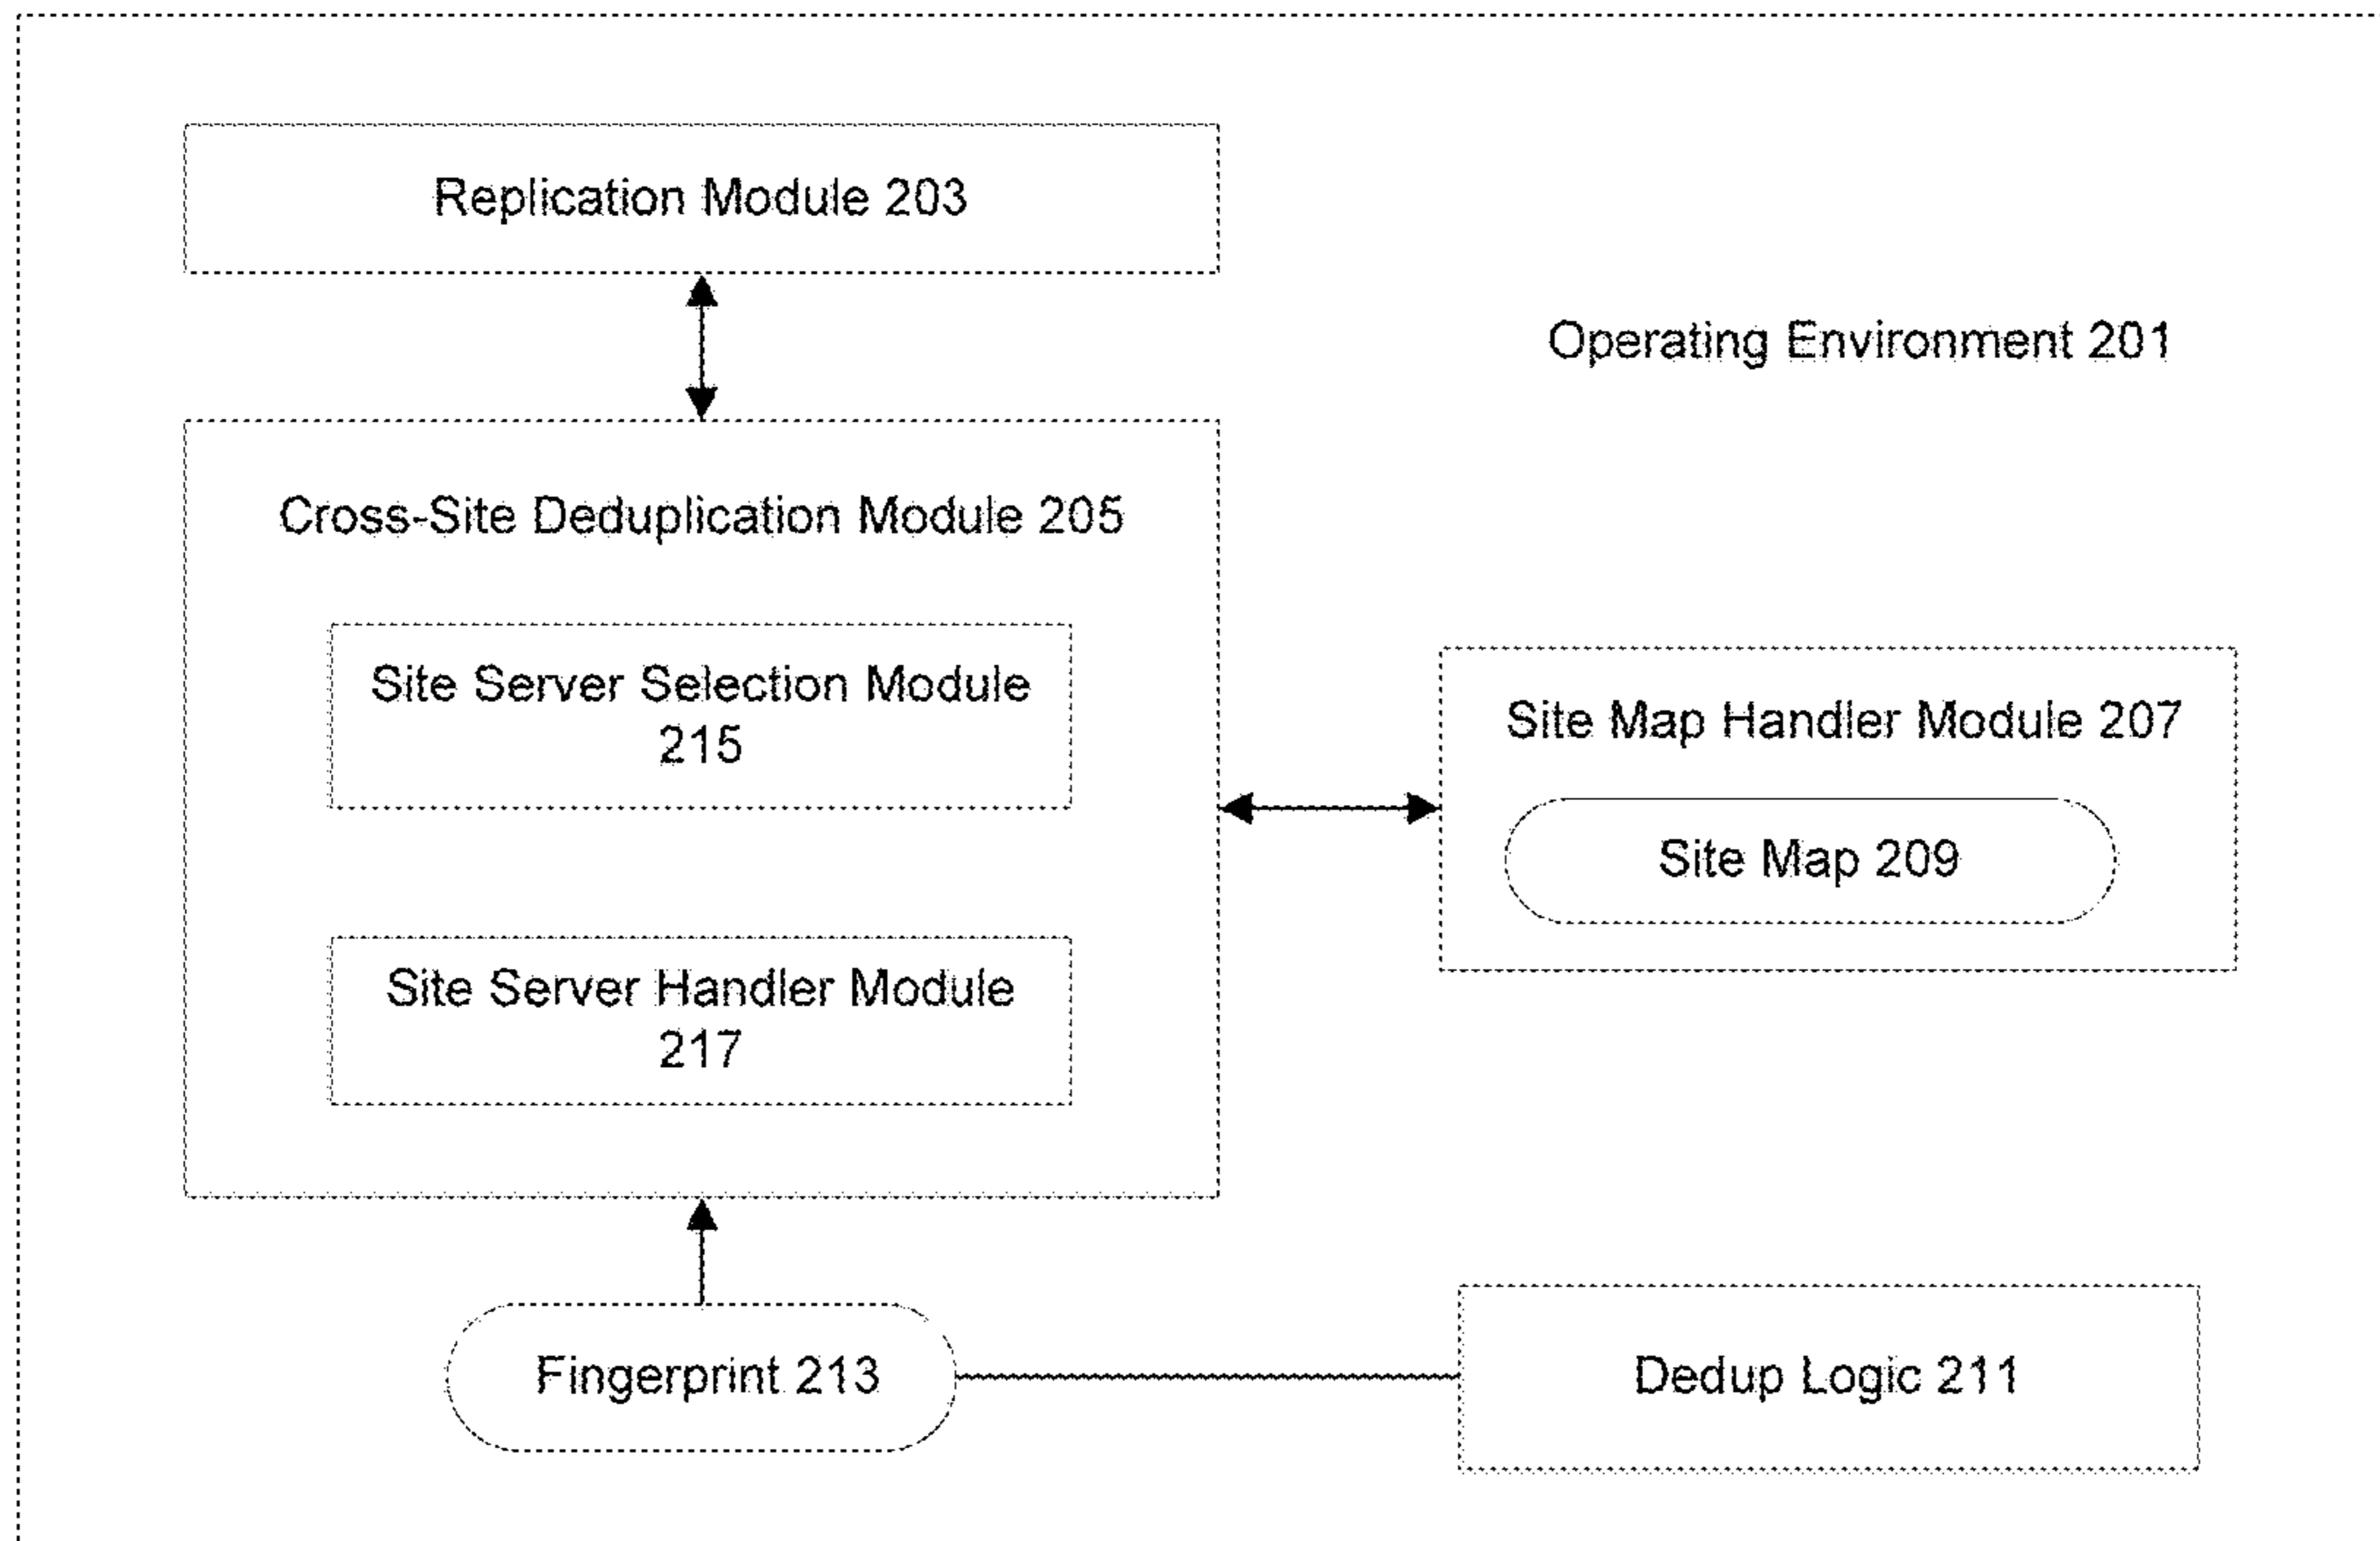 Replication Module 203
Operating Environment 201
Cross-Site Deduplication Module 205
Site Server Selection Module
215
Site Map Handler Module 207
Site Map 209
Site Server Handler Module
217
Fingerprint 213
Dedup Logic 211